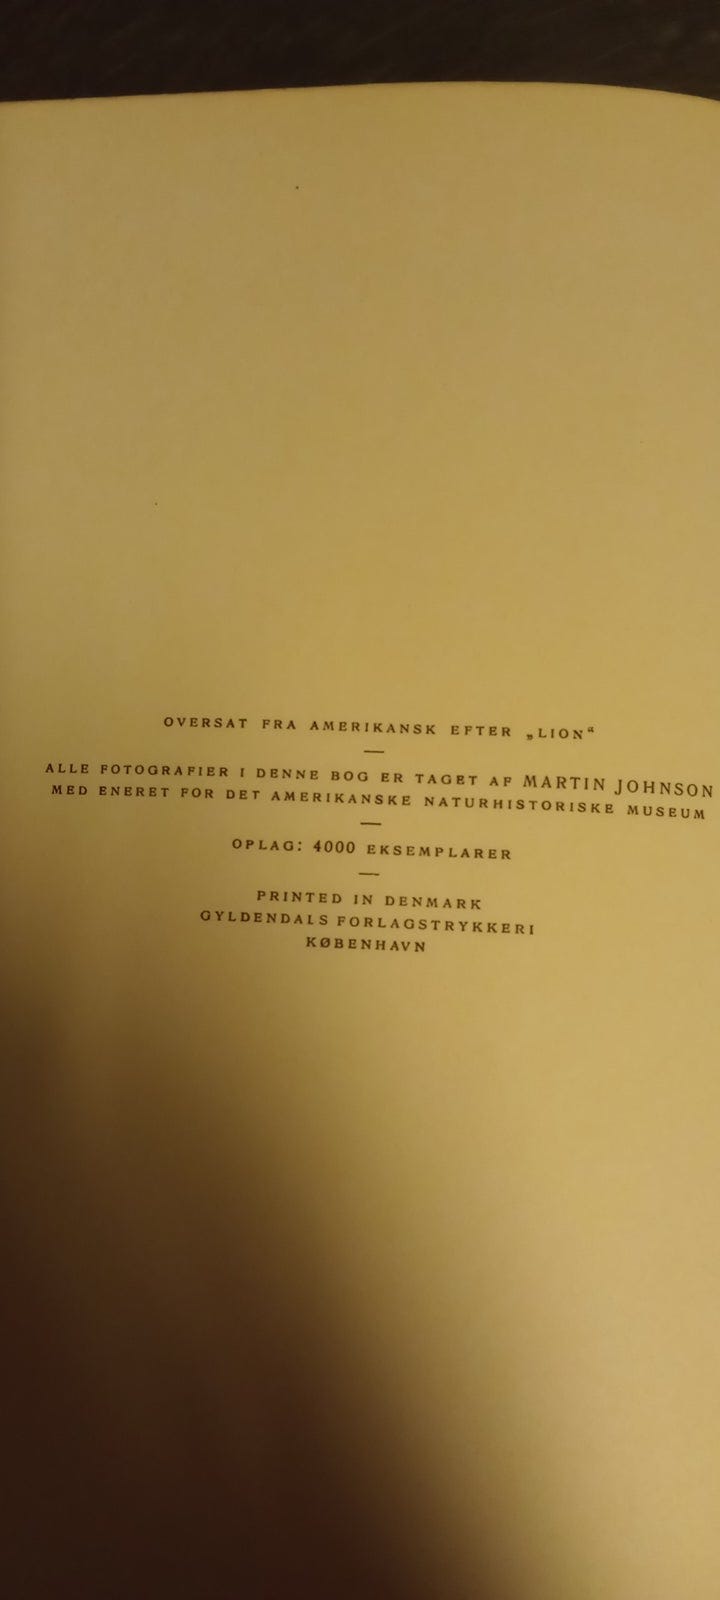 OVERSAT FRA AMERIKANSK EFTER „LION“
ALLE FOTOGRAFIER I DENNE BOG ER TAGET AF MARTIN JOHNSON
MED ENERET FOR DET AMERIKANSKE NATURHISTORISKE MUSEUM
OPLAG: 4000 EKSEMPLARER
PRINTED IN DENMARK
GYLDENDALS FORLAGSTRYKKERI
KØBENHAVN